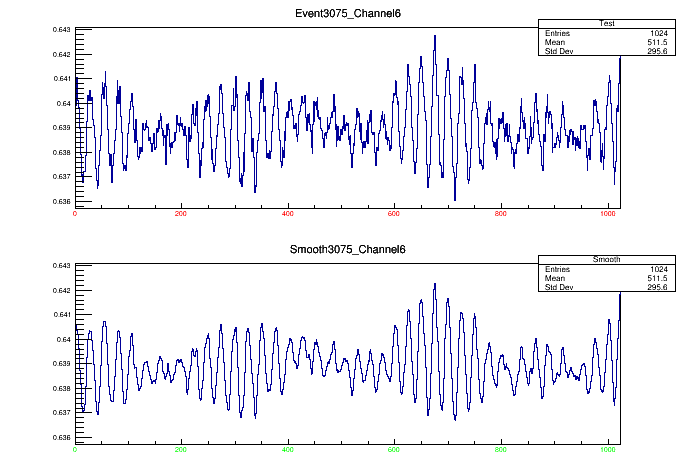 Event3075_Channel6
Test
Entries 1024
Mean 511.5
Std Dev 295.6
0.643
0.642
0.641
0.64
0.639
0.638
0.637
0.636
0 200 400 600 800 1000
Smooth3075_Channel6
Smooth
Entries 1024
Mean 511.5
Std Dev 295.6
0.643
0.642
0.641
0.64
0.639
0.638
0.637
0.636
0 200 400 600 800 1000